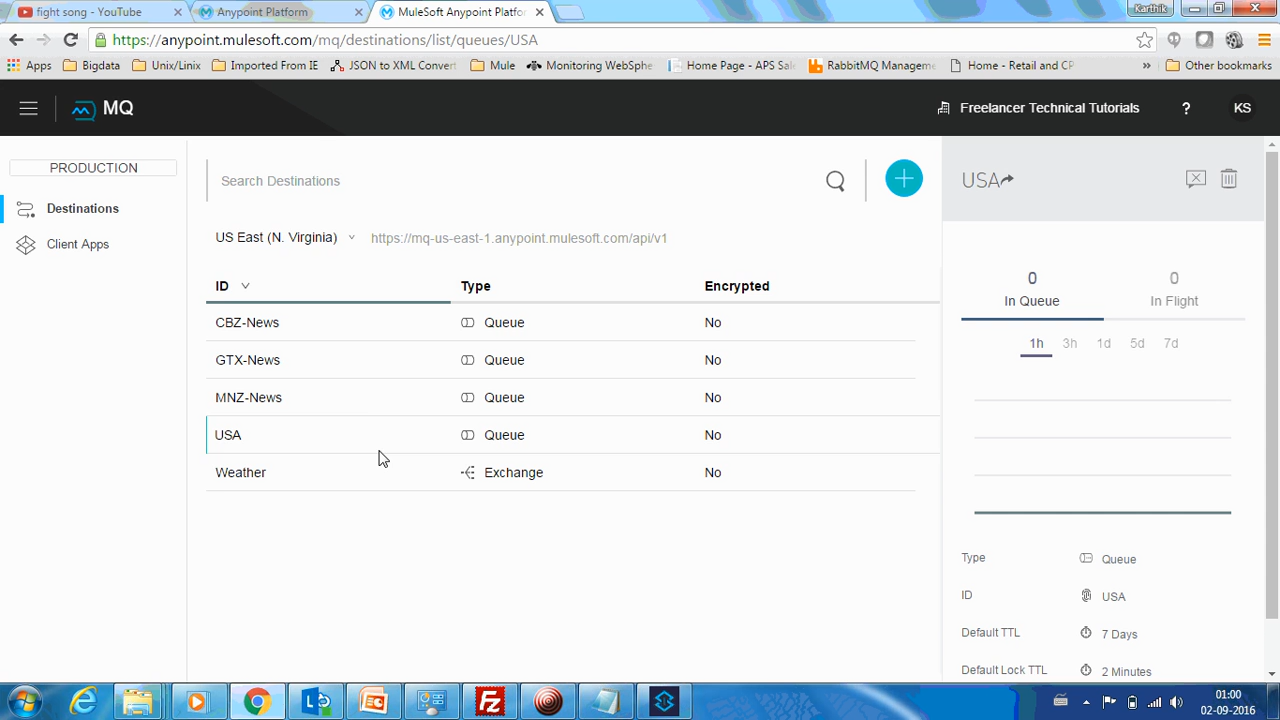 fight song - YouTube
Anypoint Platform
MuleSoft Anypoint Platfo
Karthik
https://anypoint.mulesoft.com/mq/destinations/list/queues/USA
Apps
Bigdata
Unix/Linix
Imported From IE
JSON to XML Convert
Mule
Monitoring WebSphe
Home Page - APS Sal
RabbitMQ Manageme
Home - Retail and CP
»
Other bookmarks
MQ
Freelancer Technical Tutorials
?
KS
PRODUCTION
Destinations
Client Apps
Search Destinations
US East (N. Virginia)
https://mq-us-east-1.anypoint.mulesoft.com/api/v1
ID Type Encrypted
CBZ-News Queue No
GTX-News Queue No
MNZ-News Queue No
USA Queue No
Weather Exchange No
USA
0 0
In Queue In Flight
1h 3h 1d 5d 7d
Type Queue
ID USA
Default TTL 7 Days
Default Lock TTL 2 Minutes
01:00
02-09-2016